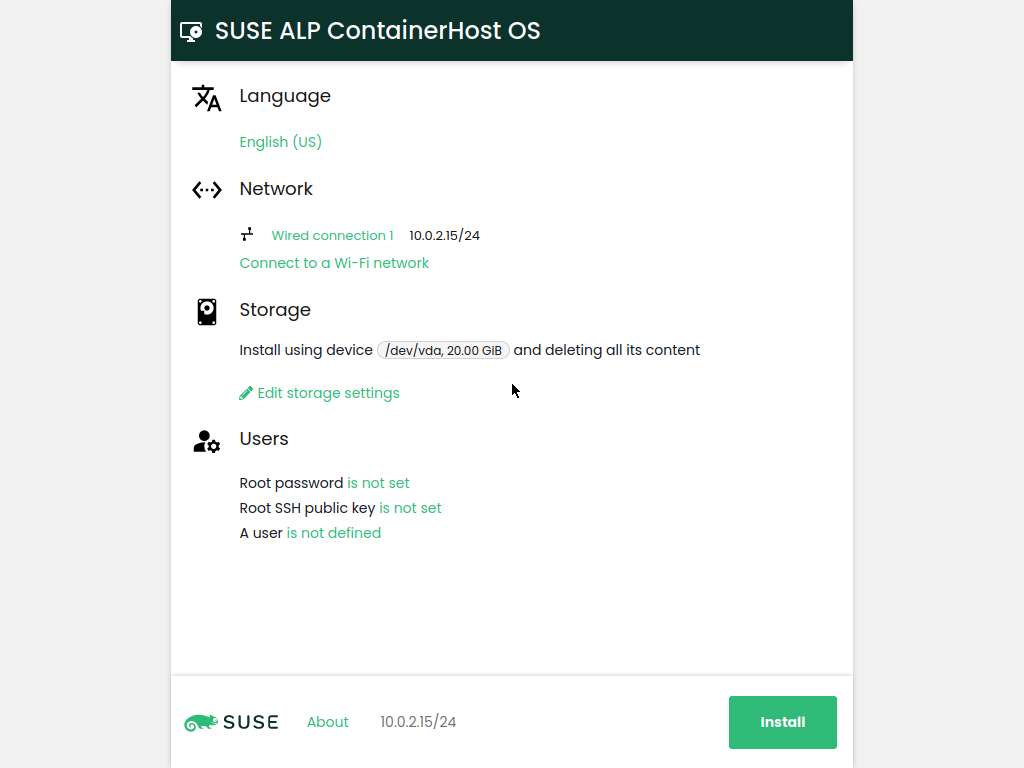 SUSE ALP ContainerHost OS
Language
English (US)
Network
Wired connection 1 10.0.2.15/24
Connect to a Wi-Fi network
Storage
Install using device /dev/vda, 20.00 GiB and deleting all its content
Edit storage settings
Users
Root password is not set
Root SSH public key is not set
A user is not defined
SUSE About 10.0.2.15/24 Install